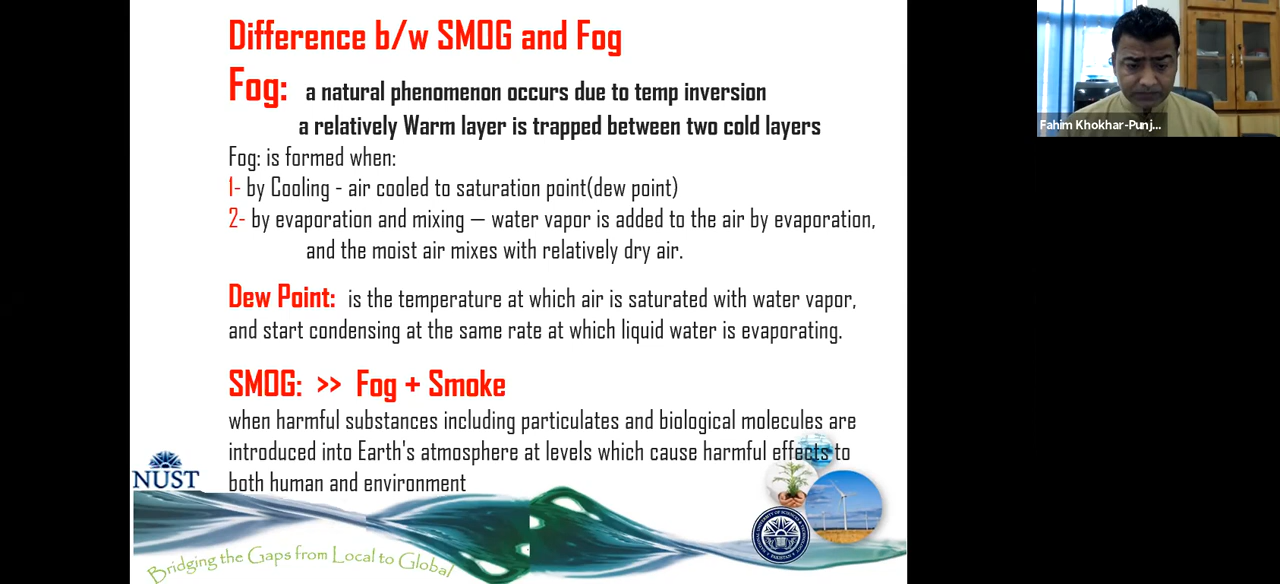 Difference b/w SMOG and Fog
Fog: a natural phenomenon occurs due to temp inversion
a relatively Warm layer is trapped between two cold layers
Fog: is formed when:
1- by Cooling - air cooled to saturation point(dew point)
2- by evaporation and mixing – water vapor is added to the air by evaporation,
and the moist air mixes with relatively dry air.
Dew Point: is the temperature at which air is saturated with water vapor,
and start condensing at the same rate at which liquid water is evaporating.
SMOG: >> Fog + Smoke
when harmful substances including particulates and biological molecules are
introduced into Earth's atmosphere at levels which cause harmful effects to
both human and environment
NUST
Bridging the Gaps from Local to Global
Fahim Khokhar-Punj...